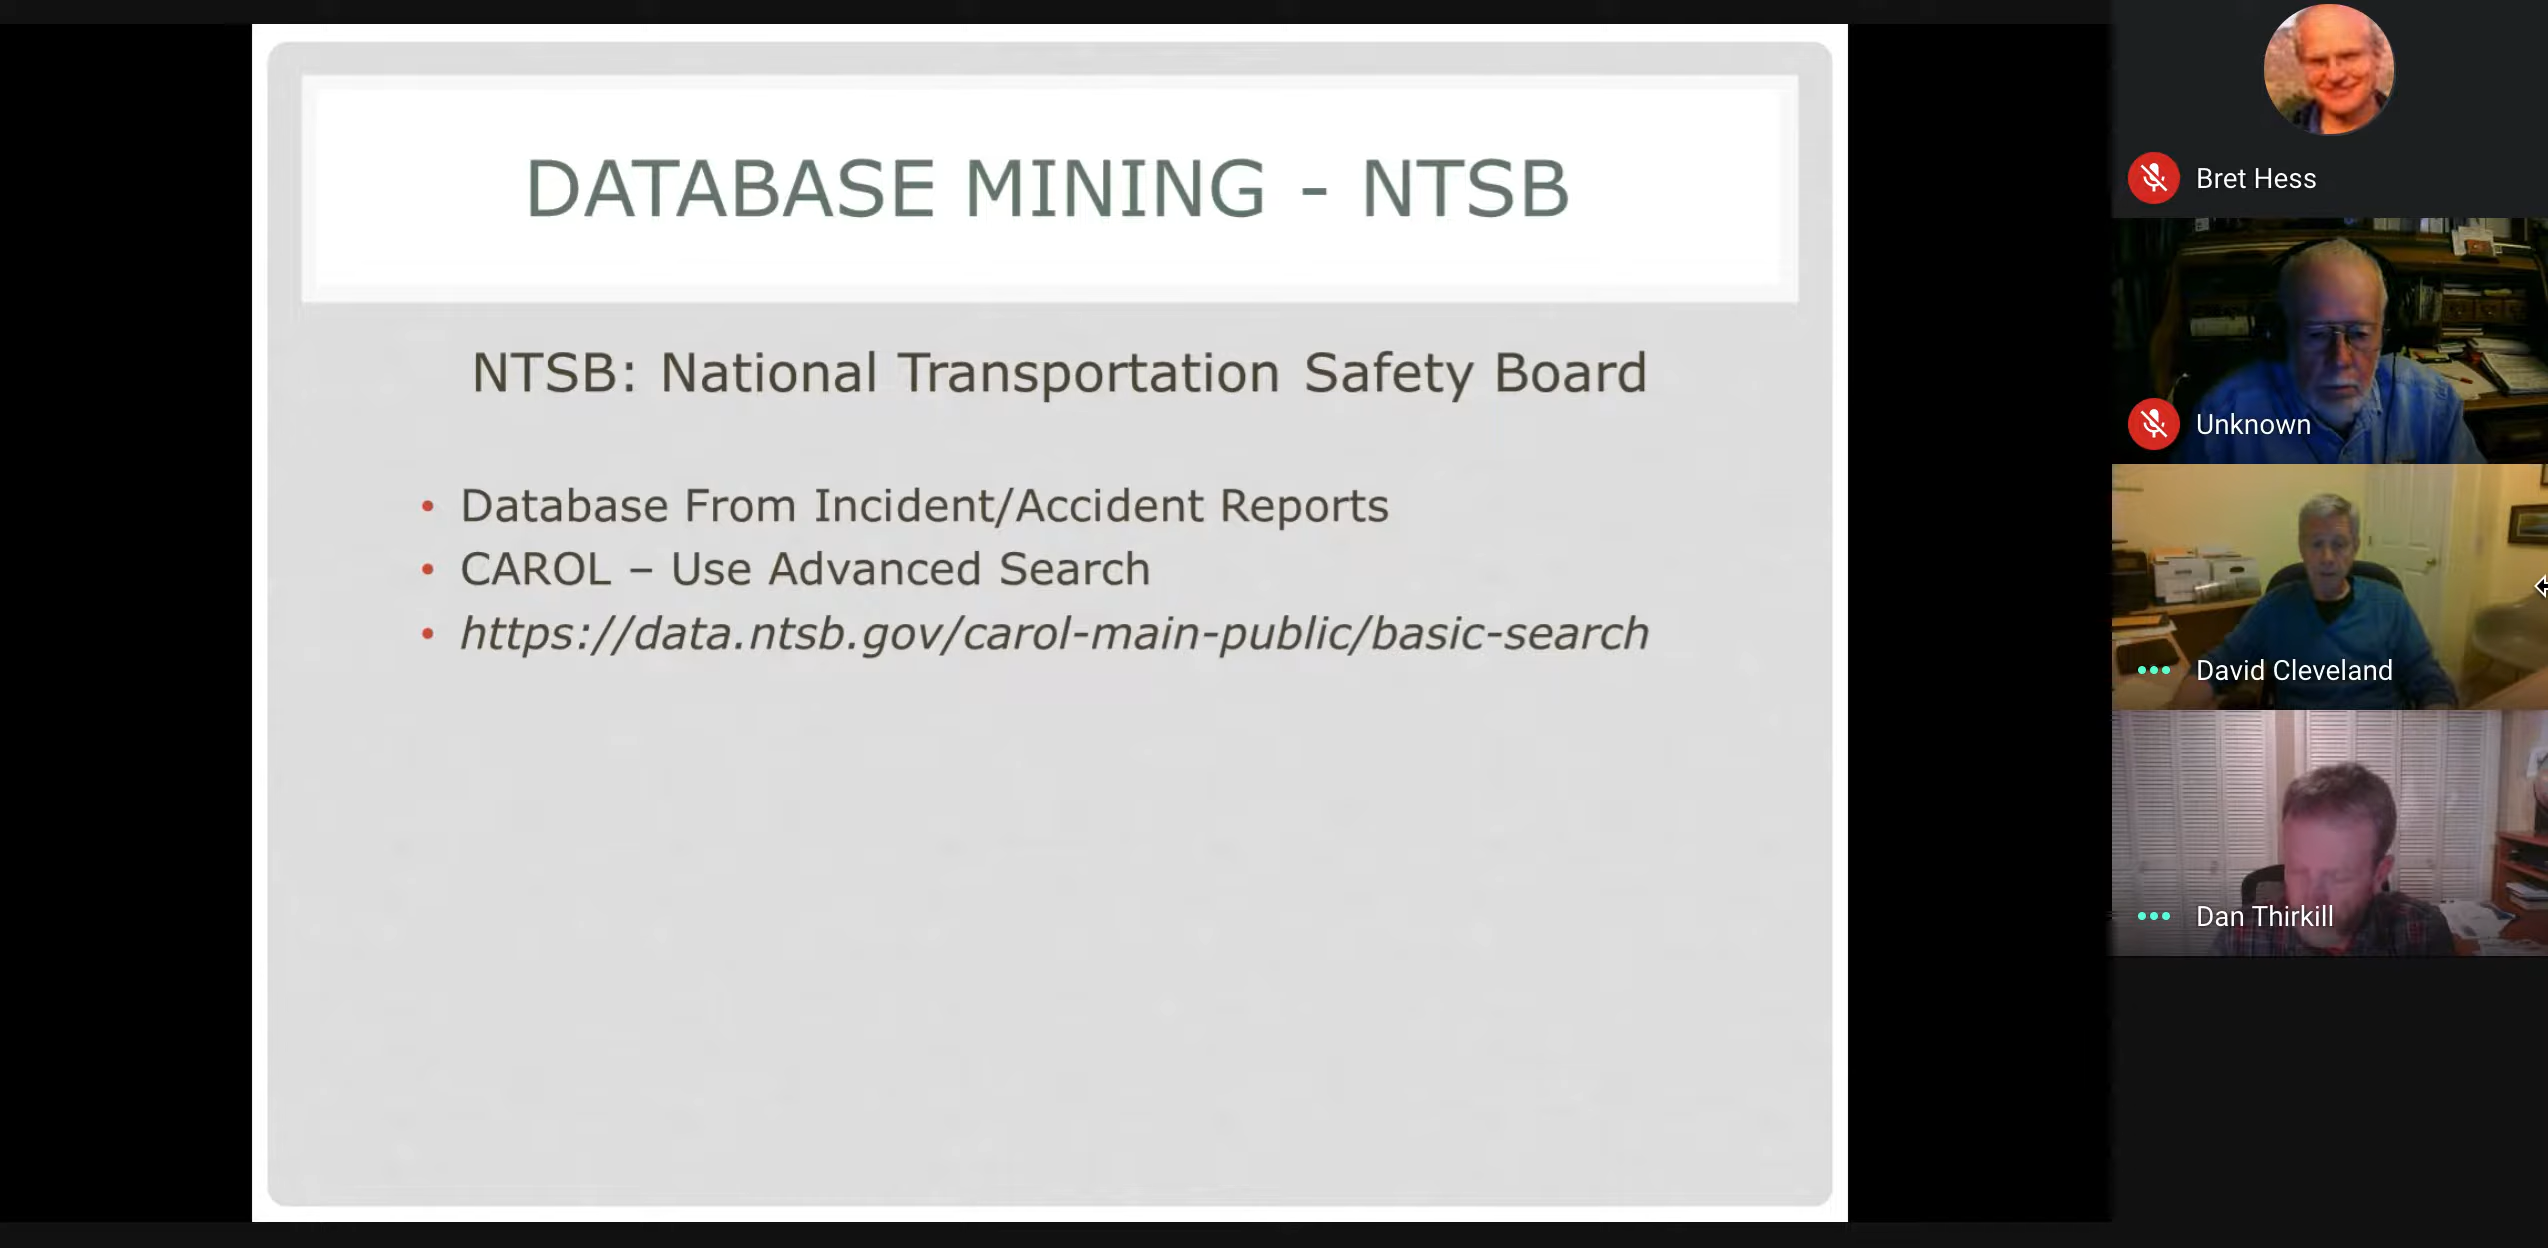 DATABASE MINING - NTSB
NTSB: National Transportation Safety Board
• Database From Incident/Accident Reports
• CAROL – Use Advanced Search
• https://data.ntsb.gov/carol-main-public/basic-search
Bret Hess
Unknown
David Cleveland
Dan Thirkill